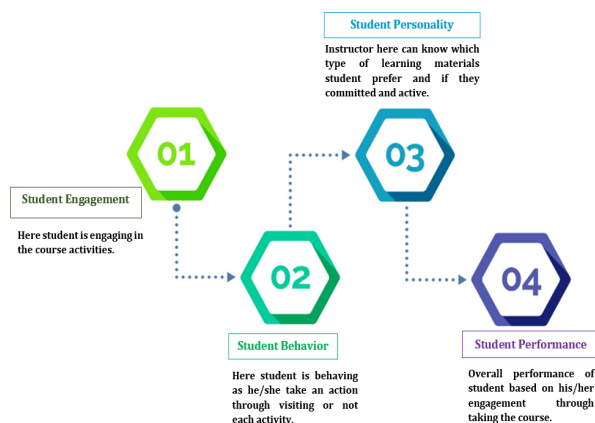 01
Student Engagement
Here student is engaging in
the course activities.
02
Student Behavior
Here student is behaving
as he/she take an action
through visiting or not
each activity.
Student Personality
Instructor here can know which
type of learning materials
student prefer and if they
committed and active.
03
04
Student Performance
Overall performance of
student based on his/her
engagement through
taking the course.